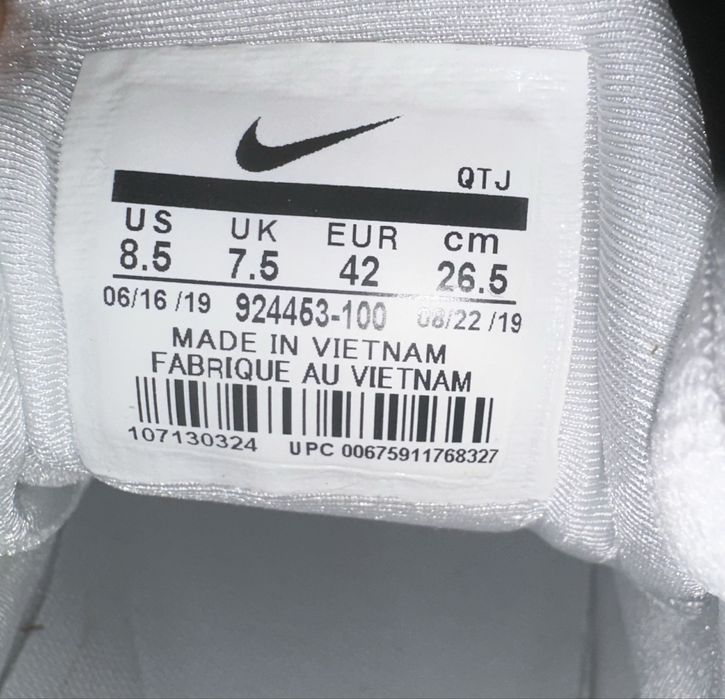 QTJ
US UK EUR cm
8.5 7.5 42 26.5
06/16 /19 924453-100 08/22 /19
MADE IN VIETNAM
FABRIQUE AU VIETNAM
107130324 UPC 00675911768327